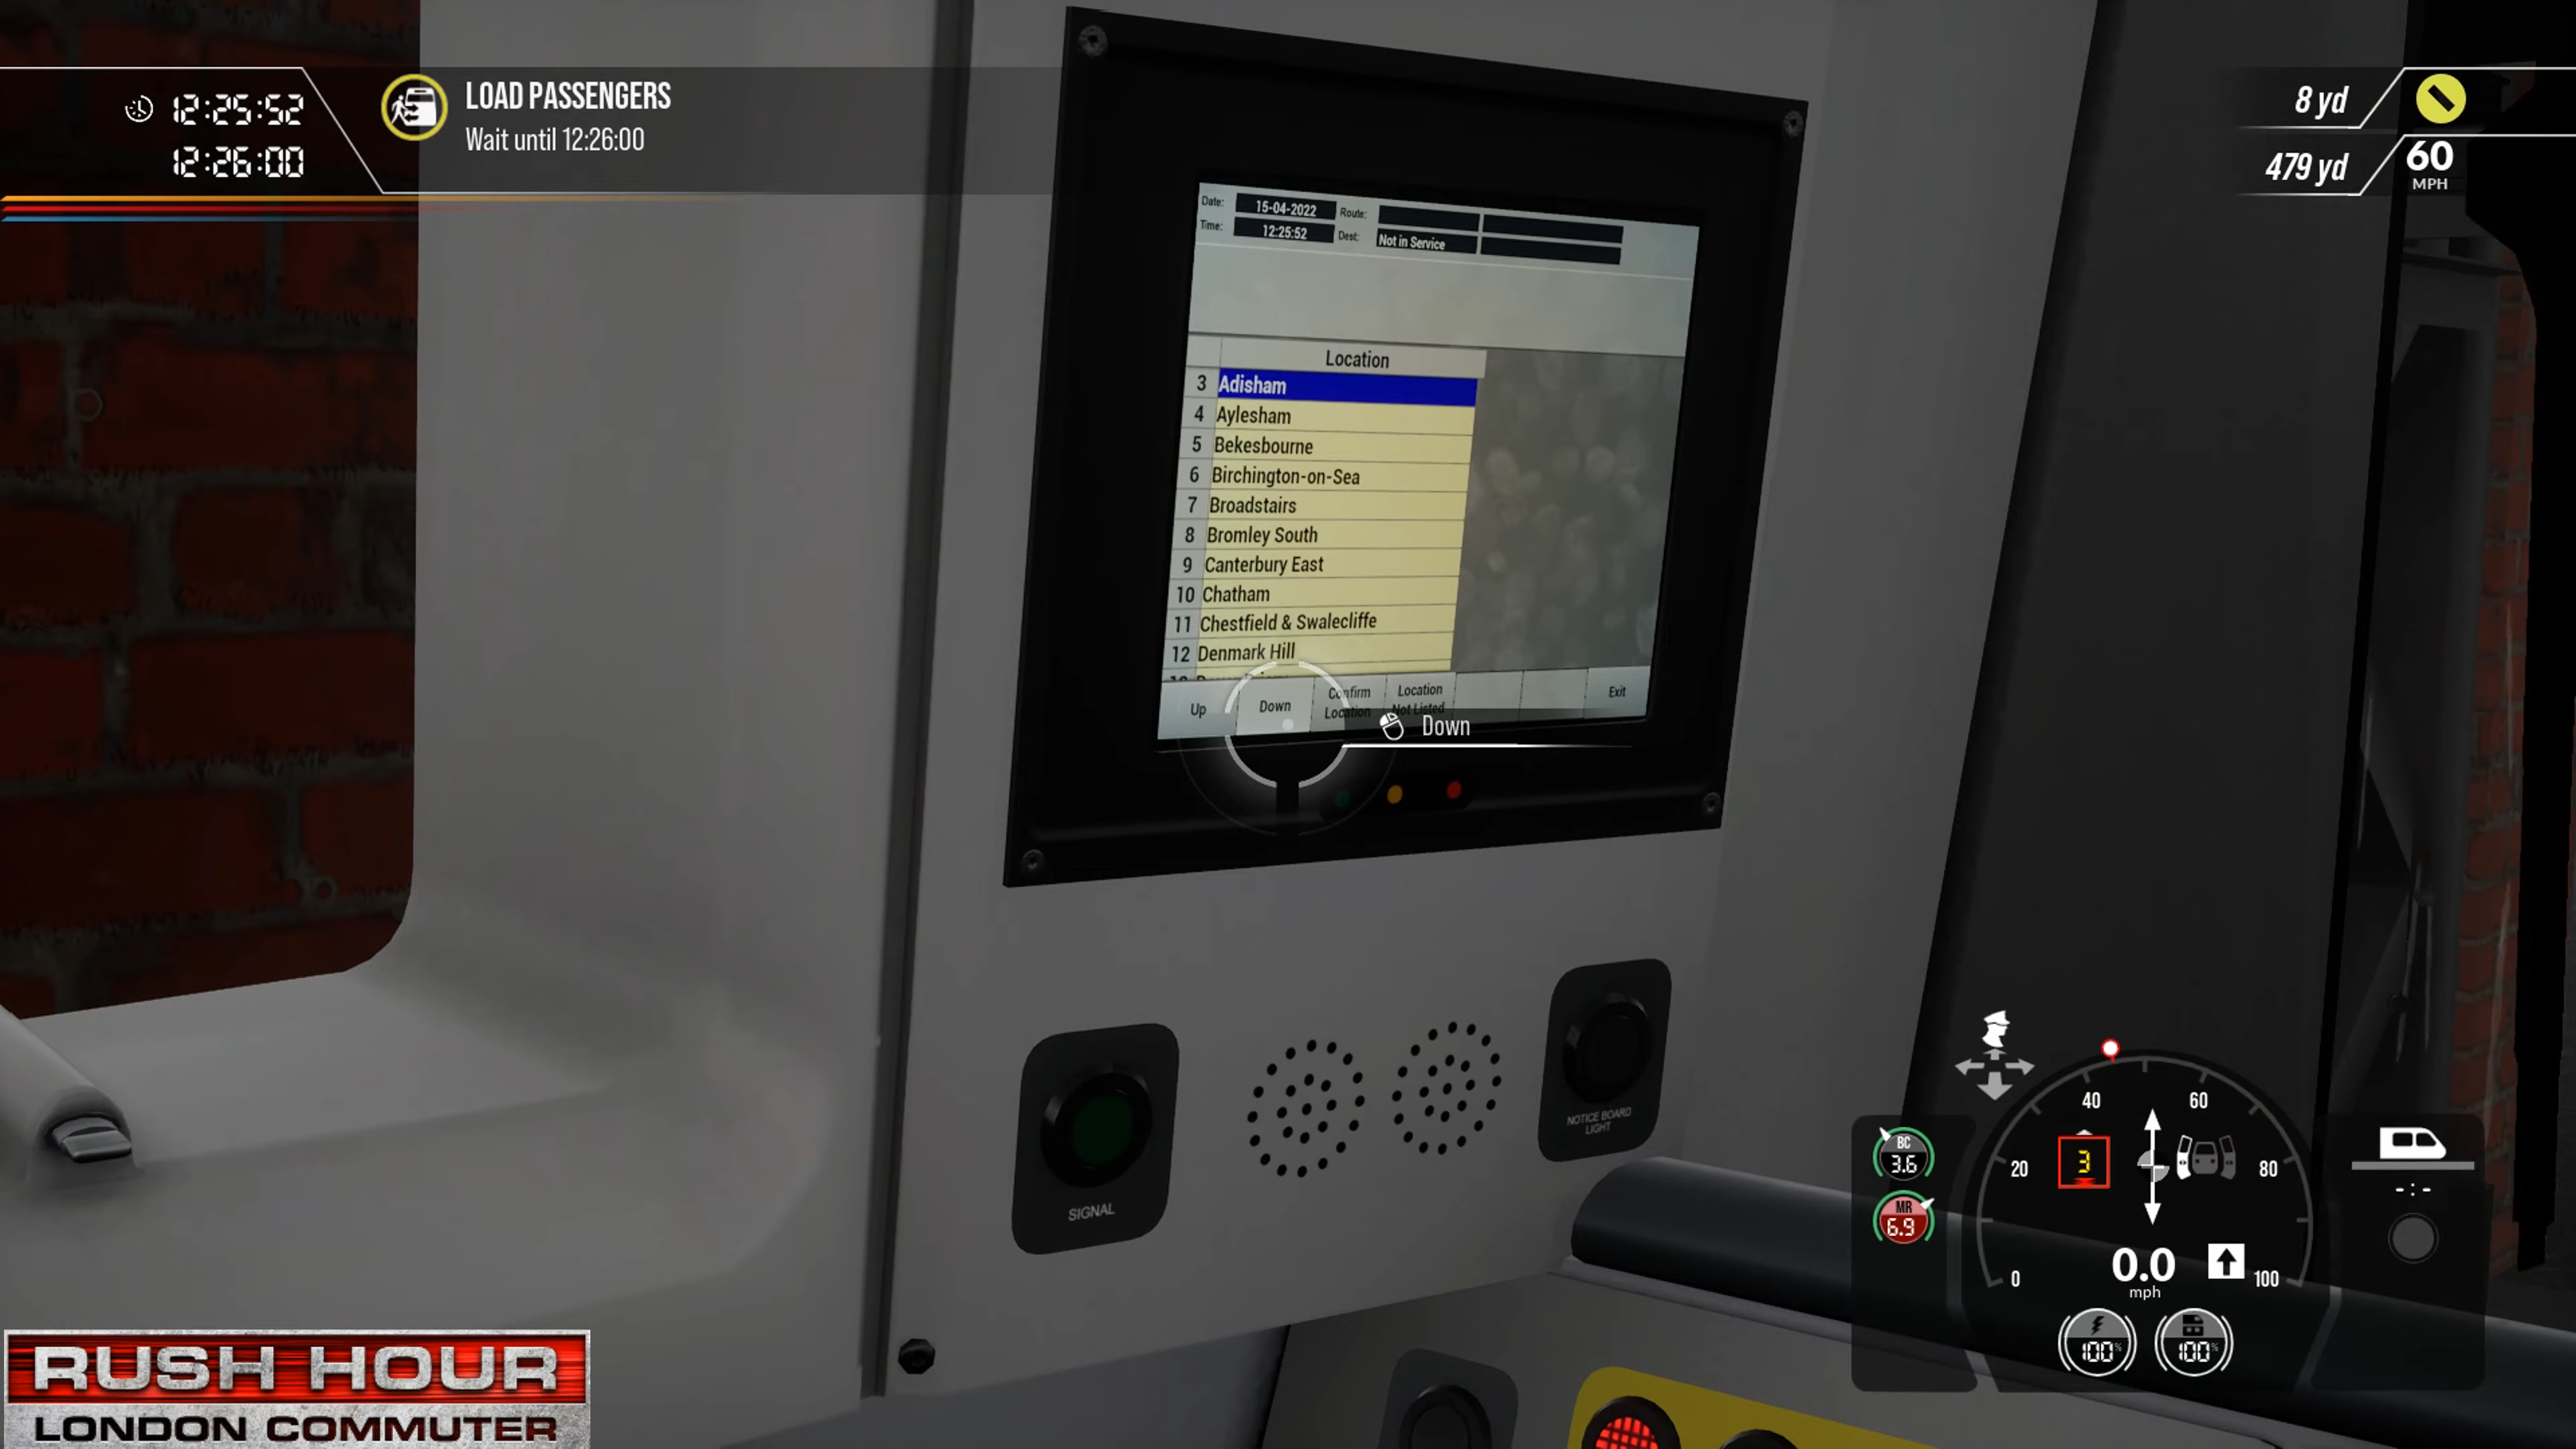 12:25:52
12:26:00
LOAD PASSENGERS
Wait until 12:26:00
8 yd
479 yd
60
MPH
Date: 15-04-2022 Route:
Time: 12:25:52 Dest: Not in Service
Location
3 Adisham
4 Aylesham
5 Bekesbourne
6 Birchington-on-Sea
7 Broadstairs
8 Bromley South
9 Canterbury East
10 Chatham
11 Chestfield & Swalecliffe
12 Denmark Hill
Up
Down
Confirm Location
Location Not Listed
Exit
Down
SIGNAL
NOTICE BOARD
LIGHT
BC
3.6
MR
6.9
0
20
40
60
80
100
3
0.0
mph
100%
100%
-:-
RUSH HOUR
LONDON COMMUTER